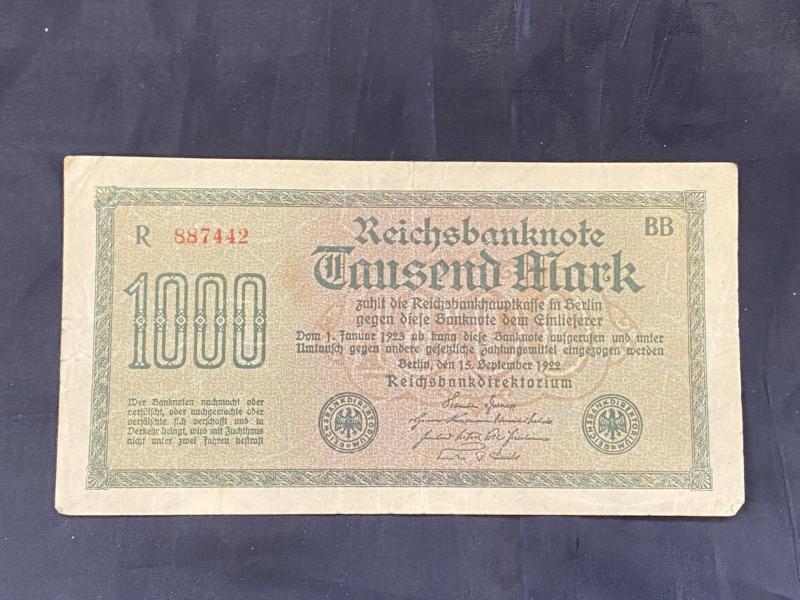 R 887442
BB
Reichsbanknote
Tausend Mark
1000
zahlt die Reichsbankhauptkasse in Berlin
gegen diese Banknote dem Einlieferer
Vom 1. Januar 1923 ab kann diese Banknote aufgerufen und unter
Umtausch gegen andere gesetzliche Zahlungsmittel eingezogen werden
Berlin, den 15. September 1922
Reichsbankdirektorium
Wer Banknoten nachmacht oder
verfälscht, oder nachgemachte oder
verfälschte sich verschafft und in
Verkehr bringt, wird mit Zuchthaus
nicht unter zwei Jahren bestraft
REICHSBANKDIREKTORIUM
REICHSBANKDIREKTORIUM